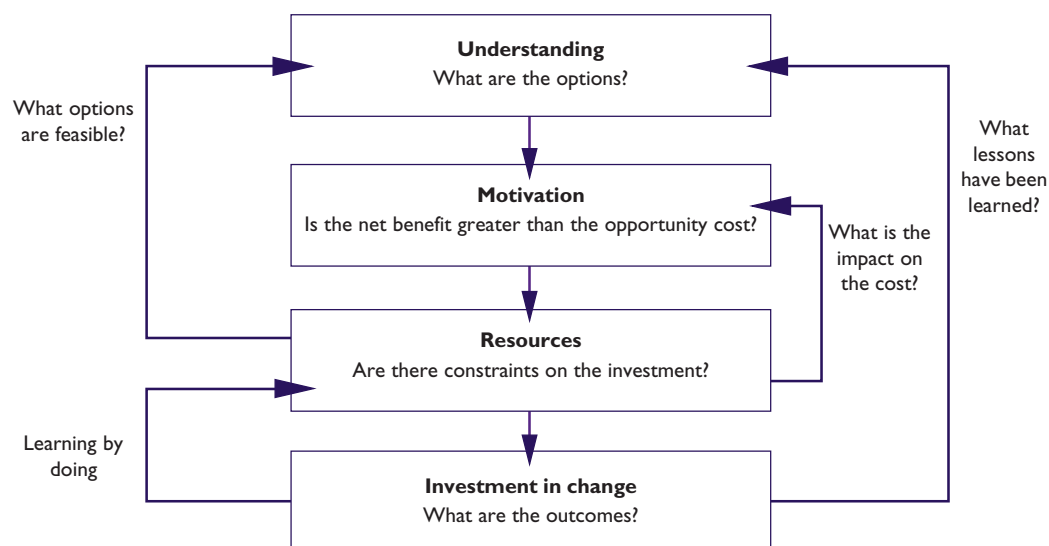 Understanding
What are the options?
What options
are feasible?
What
lessons
have been
learned?
Motivation
Is the net benefit greater than the opportunity cost?
What is the
impact on
the cost?
Resources
Are there constraints on the investment?
Learning by
doing
Investment in change
What are the outcomes?